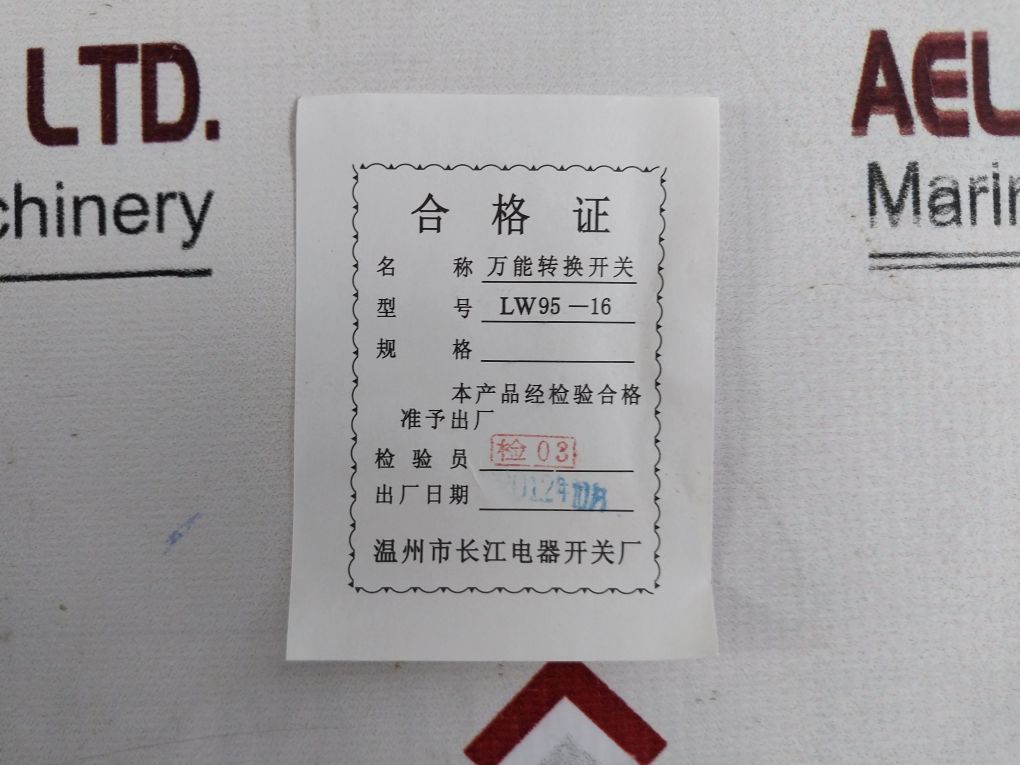 LTD.
chinery
AEL
Marin
合格证
名 称 万能转换开关
型 号 LW95—16
规 格
本产品经检验合格
准予出厂
检验员 检03
出厂日期
温州市长江电器开关厂